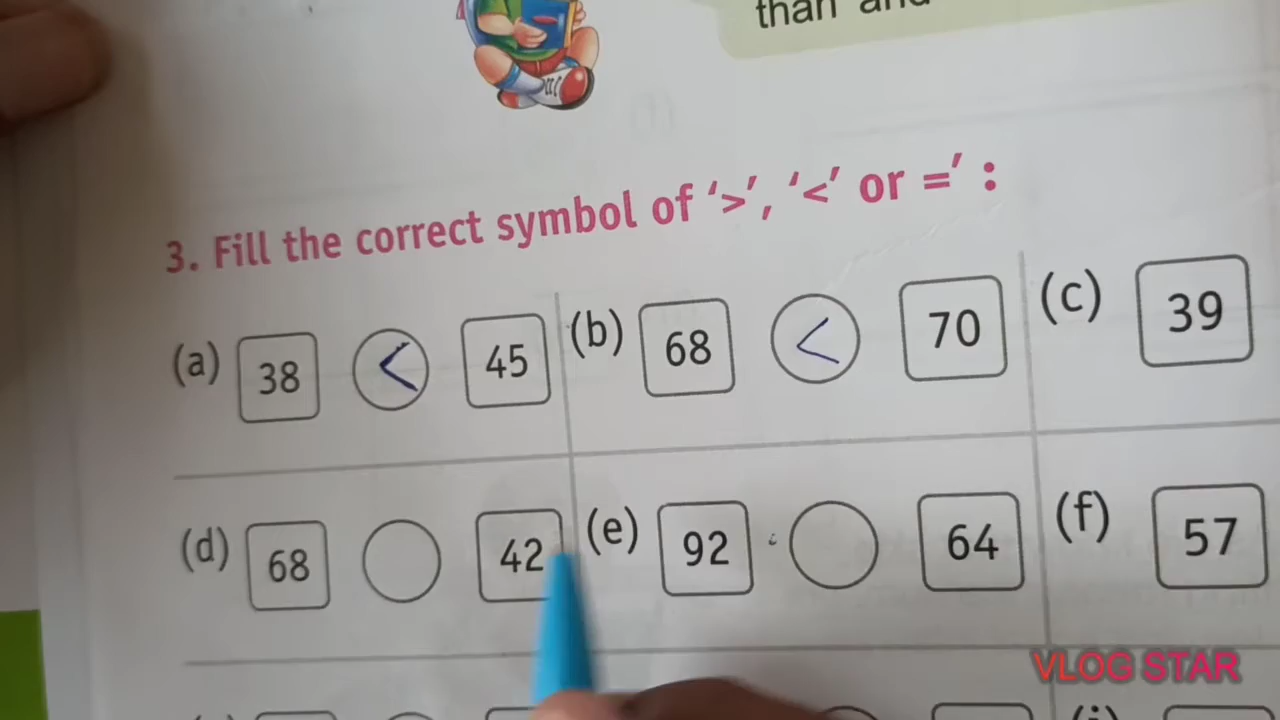 than and
3. Fill the correct symbol of ‘>’, ‘<’ or =’ :
(a) 38 < 45 (b) 68 < 70 (c) 39
(d) 68 42 (e) 92 64 (f) 57
VLOG STAR